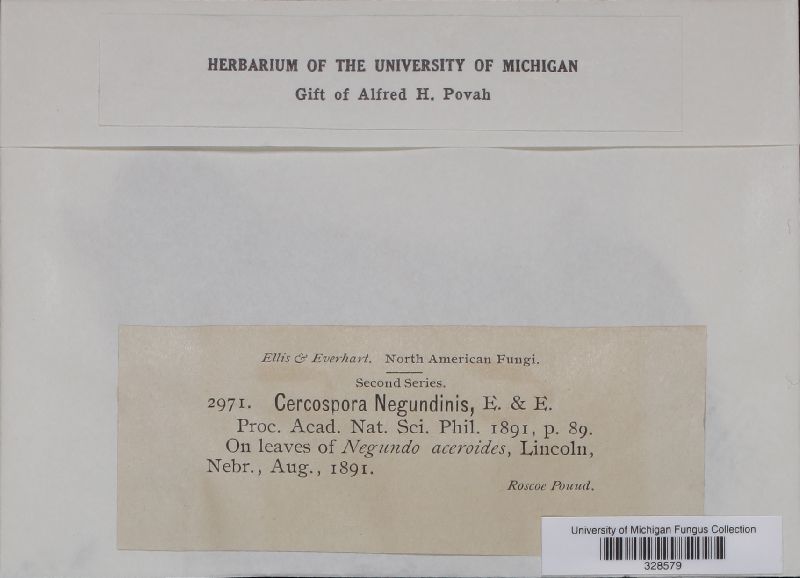 HERBARIUM OF THE UNIVERSITY OF MICHIGAN
Gift of Alfred H. Povah
Ellis & Everhart. North American Fungi.
Second Series.
2971. Cercospora Negundinis, E. & E.
Proc. Acad. Nat. Sci. Phil. 1891, p. 89.
On leaves of Negundo aceroides, Lincoln,
Nebr., Aug., 1891.
Roscoe Pound.
University of Michigan Fungus Collection
328579